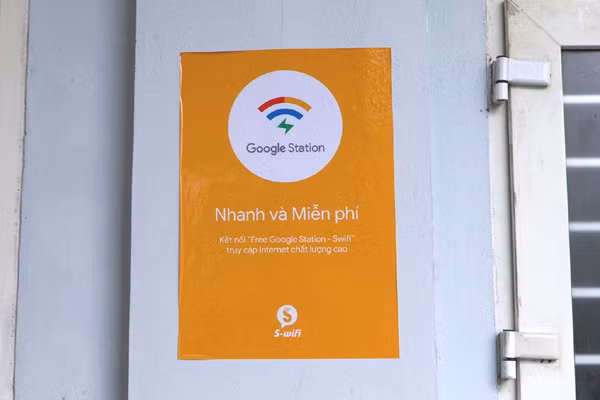 Google Station
Nhanh và Miễn phí
Kết nối "Free Google Station - Swifi"
truy cập Internet chất lượng cao
S
S-wifi